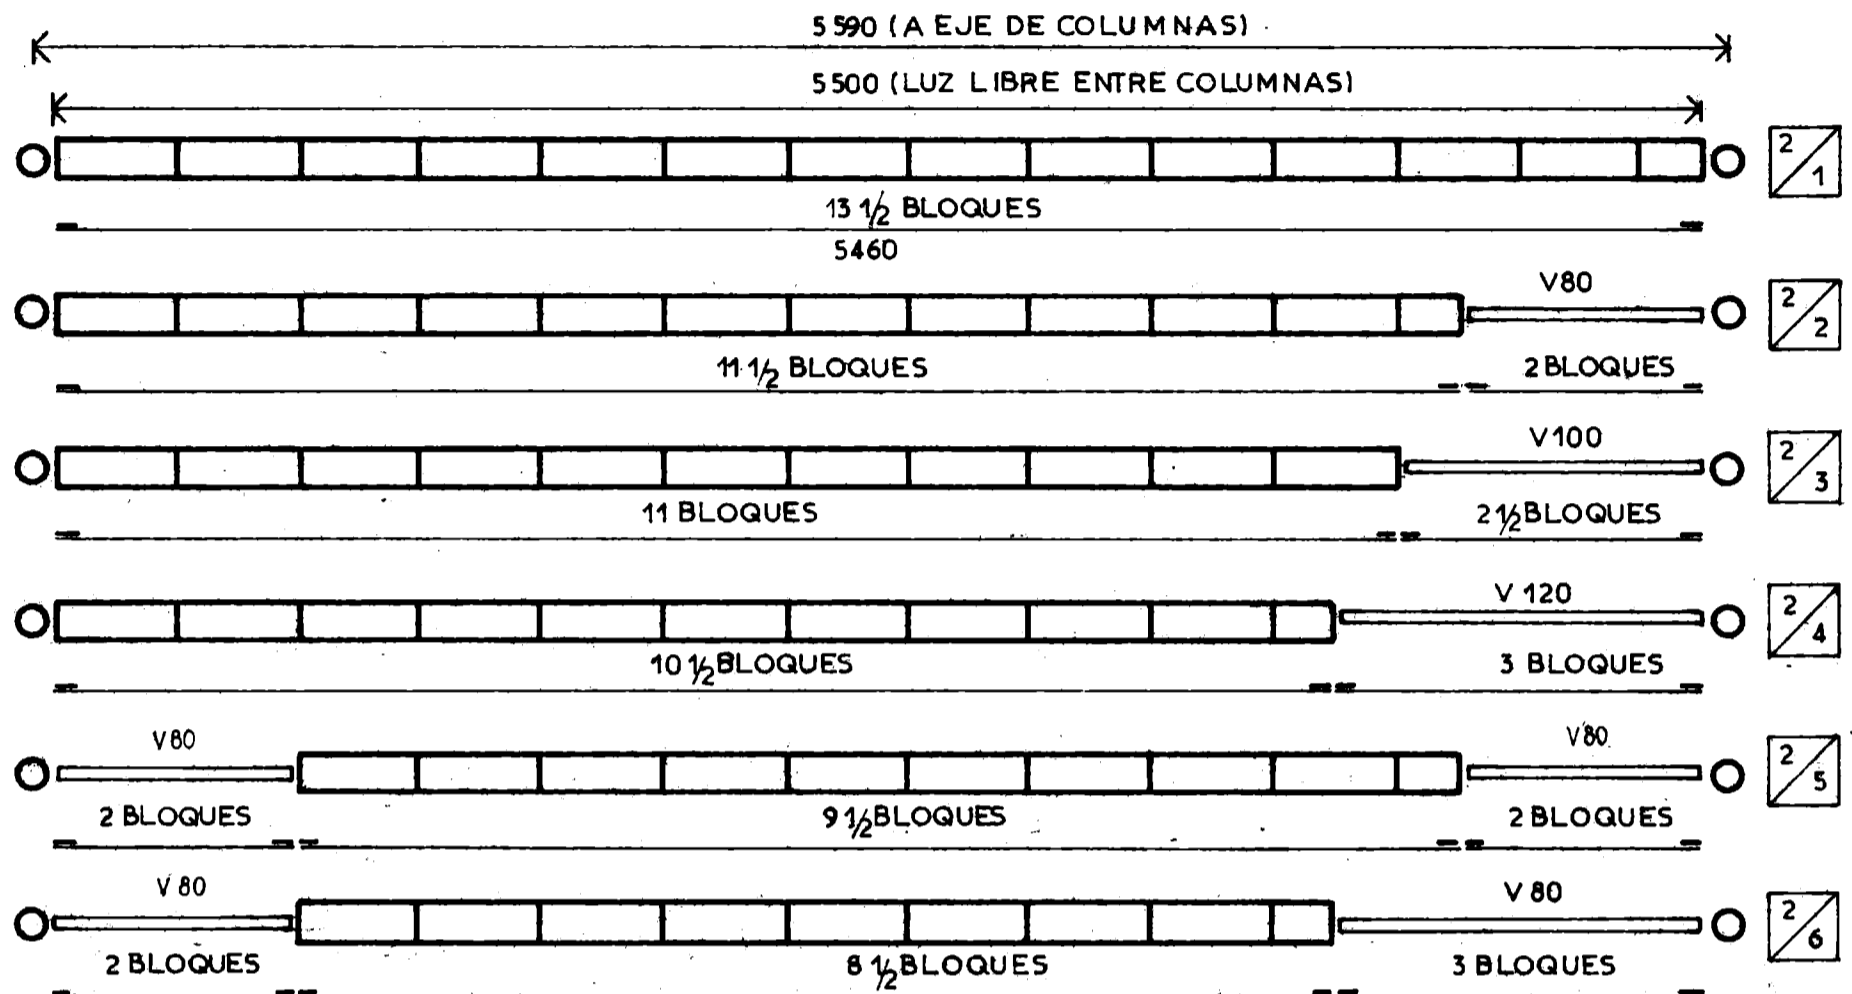 5590 (A EJE DE COLUMNAS)
5500 (LUZ LIBRE ENTRE COLUMNAS)
2/1
13 1/2 BLOQUES
5460
V80
2/2
11 1/2 BLOQUES 2 BLOQUES
V100
2/3
11 BLOQUES 2 1/2 BLOQUES
V 120
2/4
10 1/2 BLOQUES 3 BLOQUES
V80 V80
2/5
2 BLOQUES 9 1/2 BLOQUES 2 BLOQUES
V 80 V 80
2/6
2 BLOQUES 8 1/2 BLOQUES 3 BLOQUES